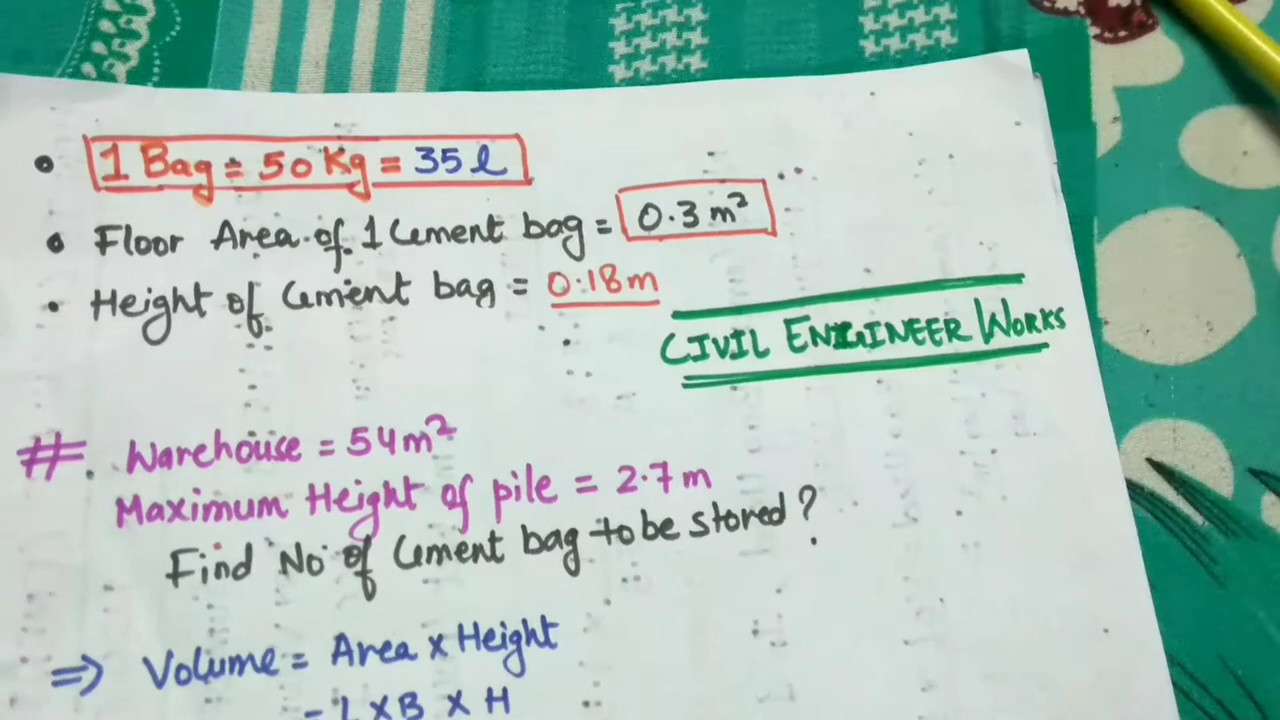 1 Bag = 50 Kg = 35 l
Floor Area of 1 Cement bag = 0.3 m²
Height of Cement bag = 0.18 m
CIVIL ENGINEER WORKS
#. Warehouse = 54 m²
Maximum Height of pile = 2.7 m
Find No of Cement bag to be stored ?
⇒ Volume = Area x Height
= L x B x H